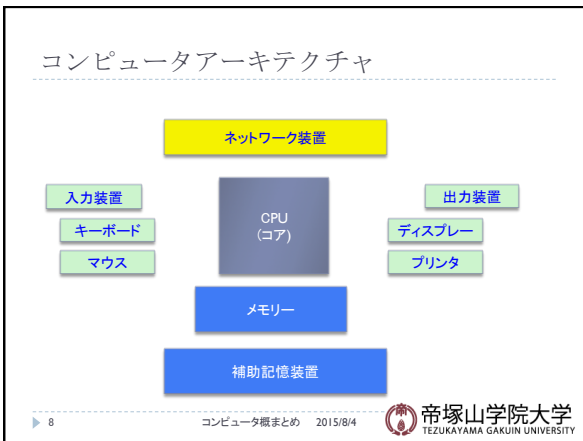 コンピュータアーキテクチャ
ネットワーク装置
入力装置
キーボード
マウス
CPU
(コア)
出力装置
ディスプレー
プリンタ
メモリー
補助記憶装置
8
コンピュータ概まとめ 2015/8/4
帝塚山学院大学
TEZUKAYAMA GAKUIN UNIVERSITY